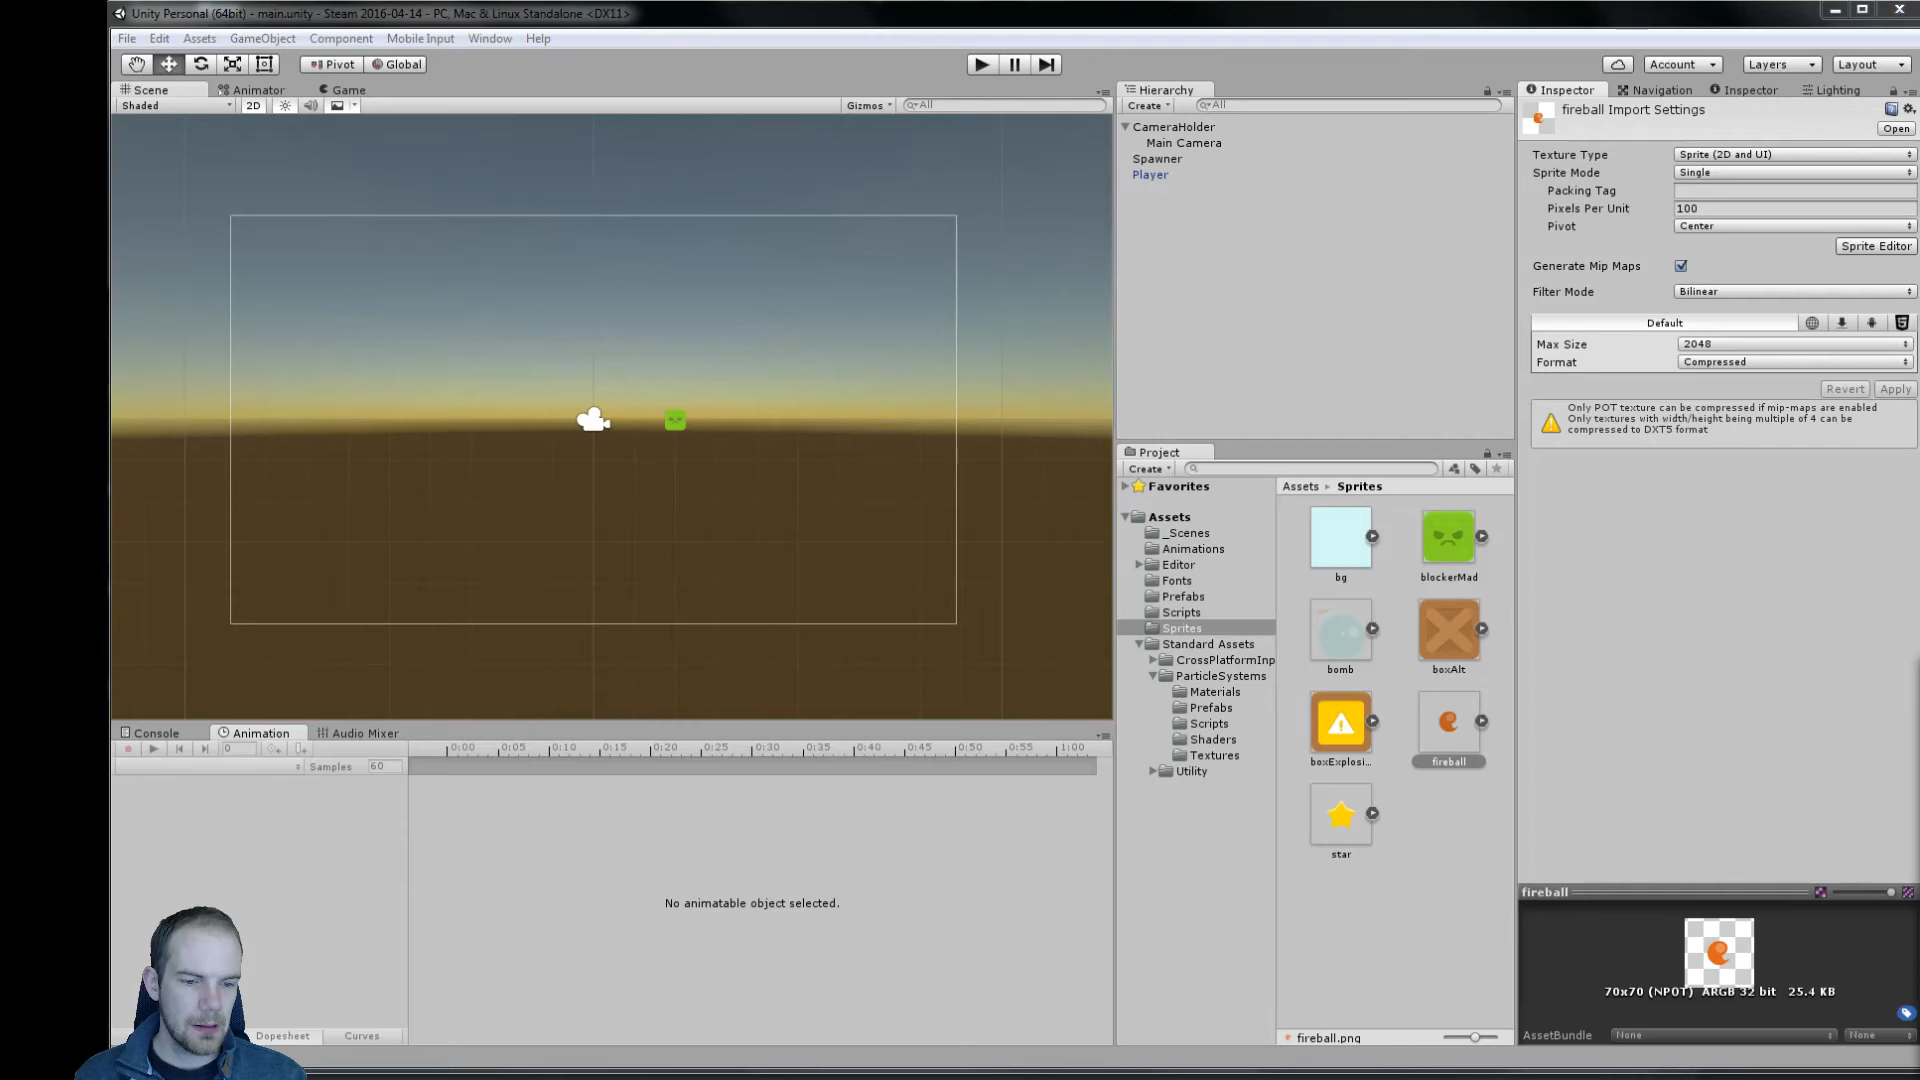 Unity Personal (64bit) - main.unity - Steam 2016-04-14 - PC, Mac & Linux Standalone <DX11>
File Edit Assets GameObject Component Mobile Input Window Help
Pivot Global Account Layers Layout
Scene Animator Game
Shaded 2D Gizmos All
Hierarchy
Create All
CameraHolder
Main Camera
Spawner
Player
Inspector Navigation Inspector Lighting
fireball Import Settings
Open
Texture Type Sprite (2D and UI)
Sprite Mode Single
Packing Tag
Pixels Per Unit 100
Pivot Center
Sprite Editor
Generate Mip Maps
Filter Mode Bilinear
Default
Max Size 2048
Format Compressed
Revert Apply
Only POT texture can be compressed if mip-maps are enabled
Only textures with width/height being multiple of 4 can be
compressed to DXT5 format
Project
Create
Favorites
Assets
_Scenes
Animations
Editor
Fonts
Prefabs
Scripts
Sprites
Standard Assets
CrossPlatformInp
ParticleSystems
Materials
Prefabs
Scripts
Shaders
Textures
Utility
Assets Sprites
bg blockerMad
bomb boxAlt
boxExplosi... fireball
star
fireball.png
Console Animation Audio Mixer
0 0:00 0:05 0:10 0:15 0:20 0:25 0:30 0:35 0:40 0:45 0:50 0:55 1:00
Samples 60
No animatable object selected.
Dopesheet Curves
fireball
70x70 (NPOT) ARGB 32 bit 25.4 KB
AssetBundle None None